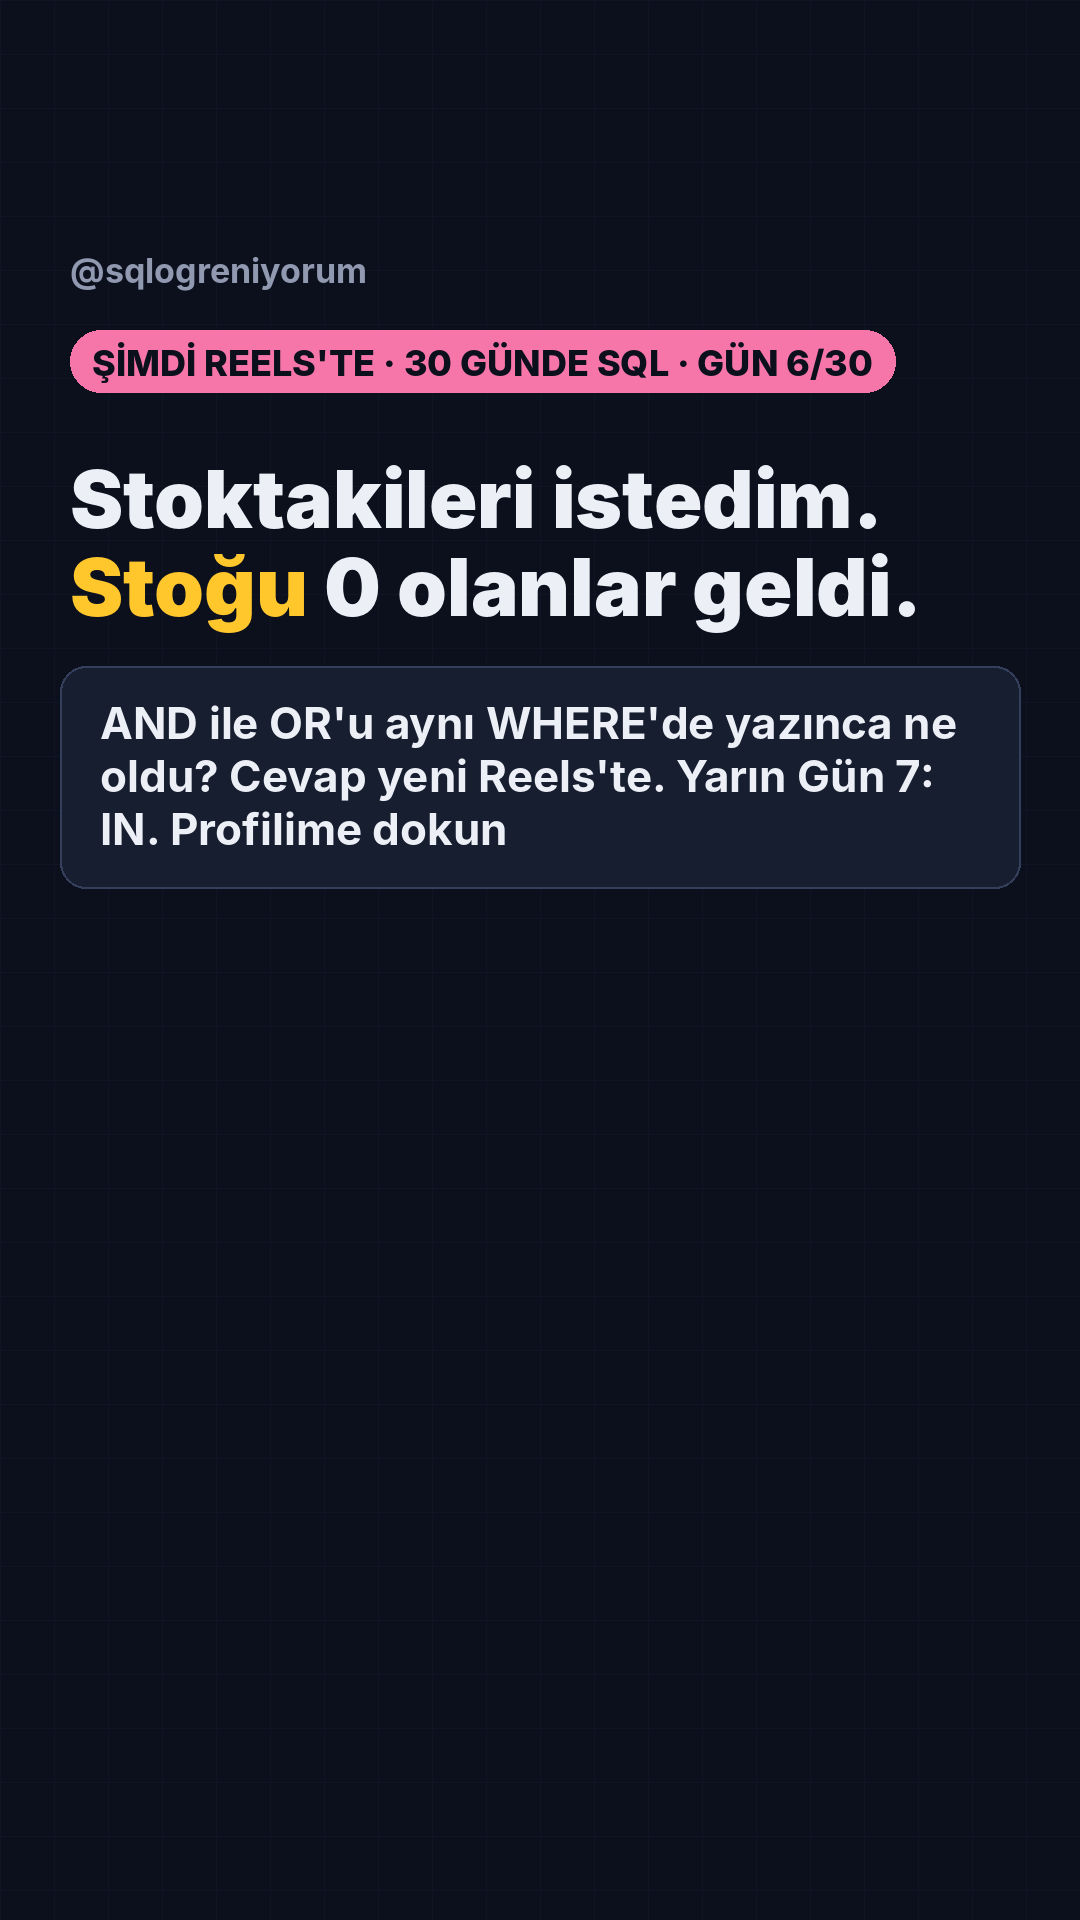 @sqlogreniyorum
ŞİMDİ REELS'TE · 30 GÜNDE SQL · GÜN 6/30
Stoktakileri istedim.
Stoğu 0 olanlar geldi.
AND ile OR'u aynı WHERE'de yazınca ne
oldu? Cevap yeni Reels'te. Yarın Gün 7:
IN. Profilime dokun